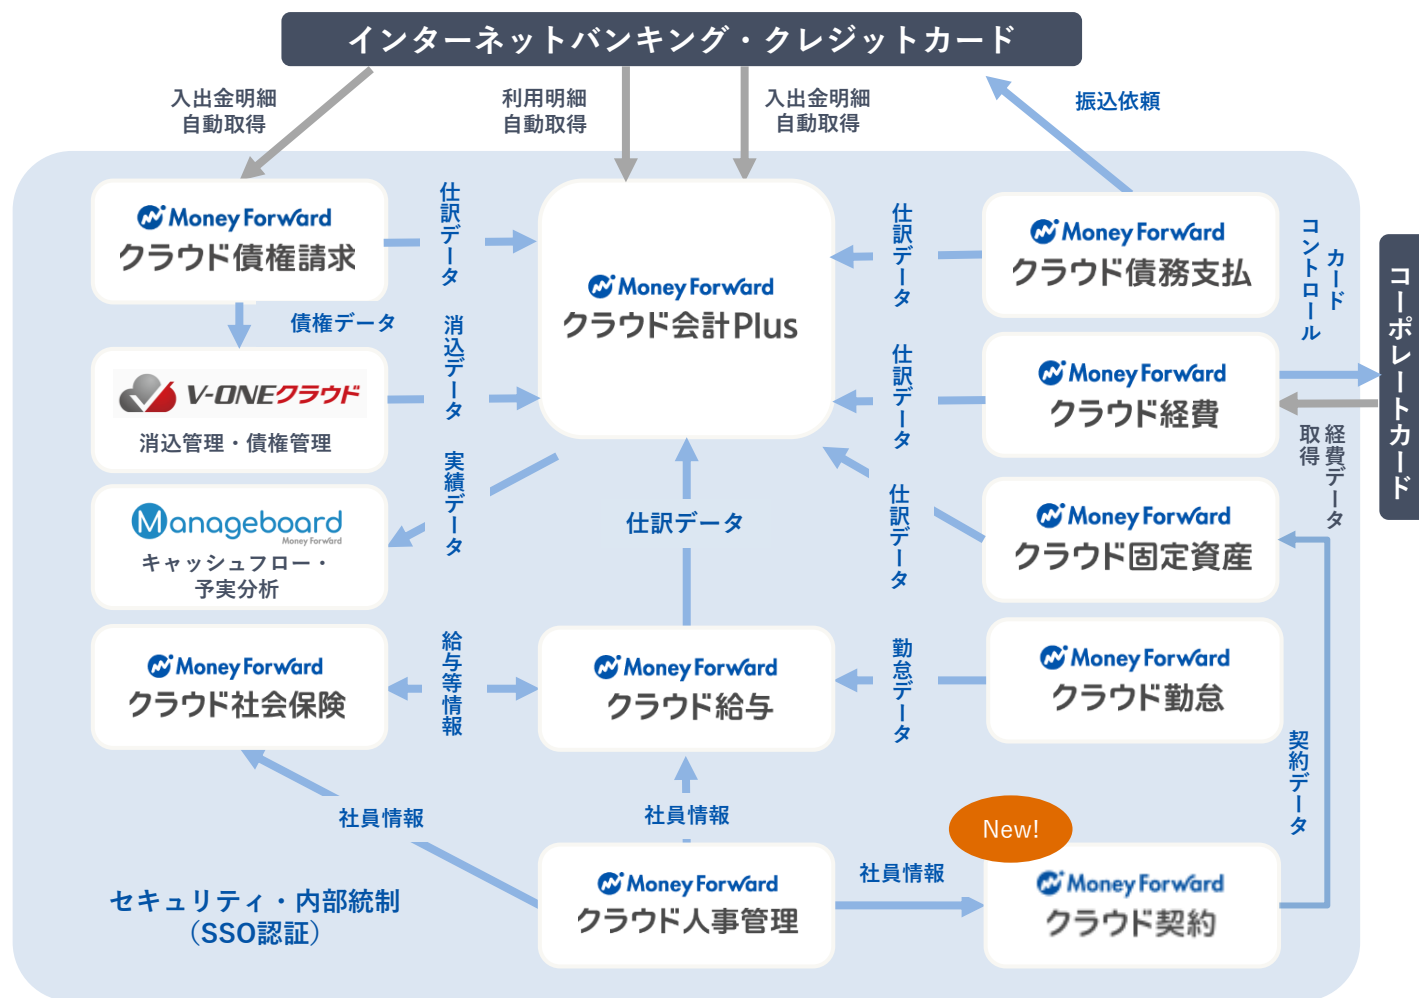 インターネットバンキング・クレジットカード
入出金明細
自動取得
利用明細
自動取得
入出金明細
自動取得
振込依頼
Money Forward
クラウド債権請求
仕訳データ
Money Forward
クラウド会計Plus
仕訳データ
Money Forward
クラウド債務支払
カード
コントロール
コーポレートカード
債権データ
V-ONEクラウド
消込管理・債権管理
消込データ
仕訳データ
Money Forward
クラウド経費
経費データ
取得
Manageboard
Money Forward
キャッシュフロー・
予実分析
実績データ
仕訳データ
仕訳データ
Money Forward
クラウド固定資産
Money Forward
クラウド社会保険
給与等情報
Money Forward
クラウド給与
勤怠データ
Money Forward
クラウド勤怠
契約データ
社員情報
社員情報
New!
社員情報
セキュリティ・内部統制
（SSO認証）
Money Forward
クラウド人事管理
Money Forward
クラウド契約